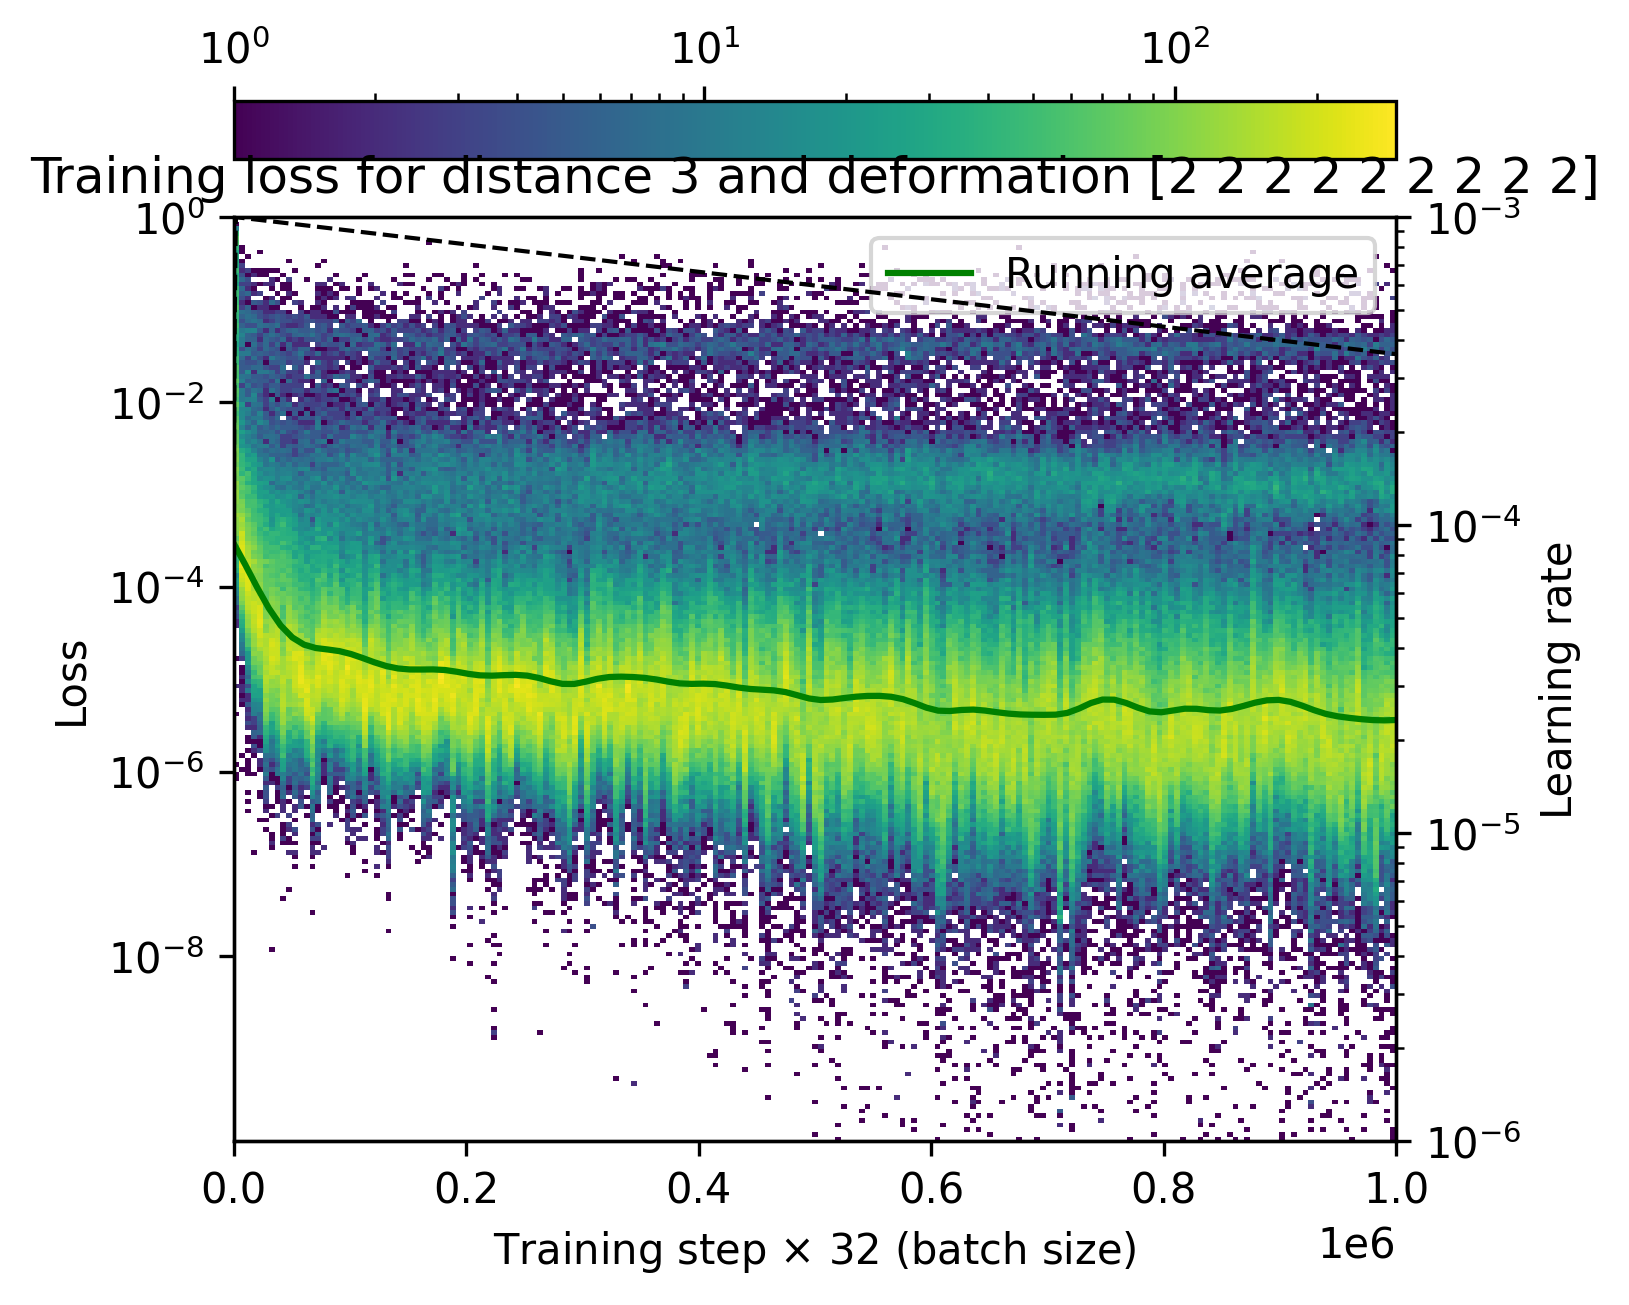 10⁰ 10¹ 10²
Training loss for distance 3 and deformation [2 2 2 2 2 2 2 2 2]
10⁰
10⁻²
10⁻⁴
10⁻⁶
10⁻⁸
Loss
Running average
10⁻³
10⁻⁴
10⁻⁵
10⁻⁶
Learning rate
0.0 0.2 0.4 0.6 0.8 1.0
Training step × 32 (batch size)
1e6